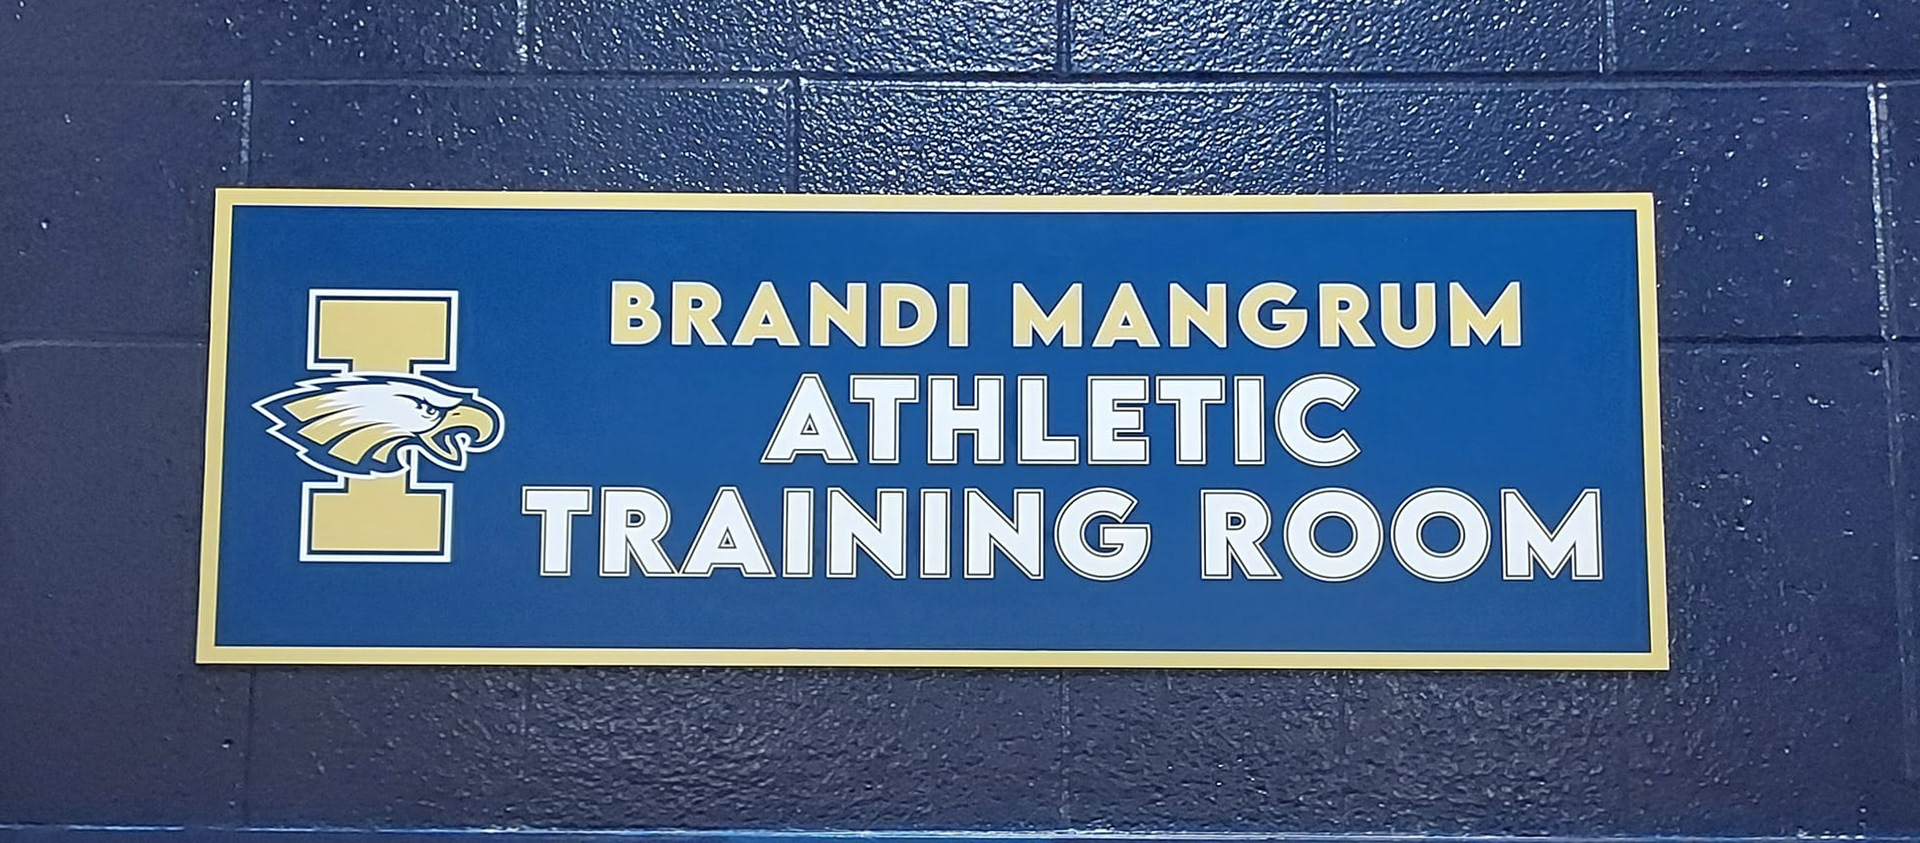 BRANDI MANGRUM
ATHLETIC
TRAINING ROOM
I